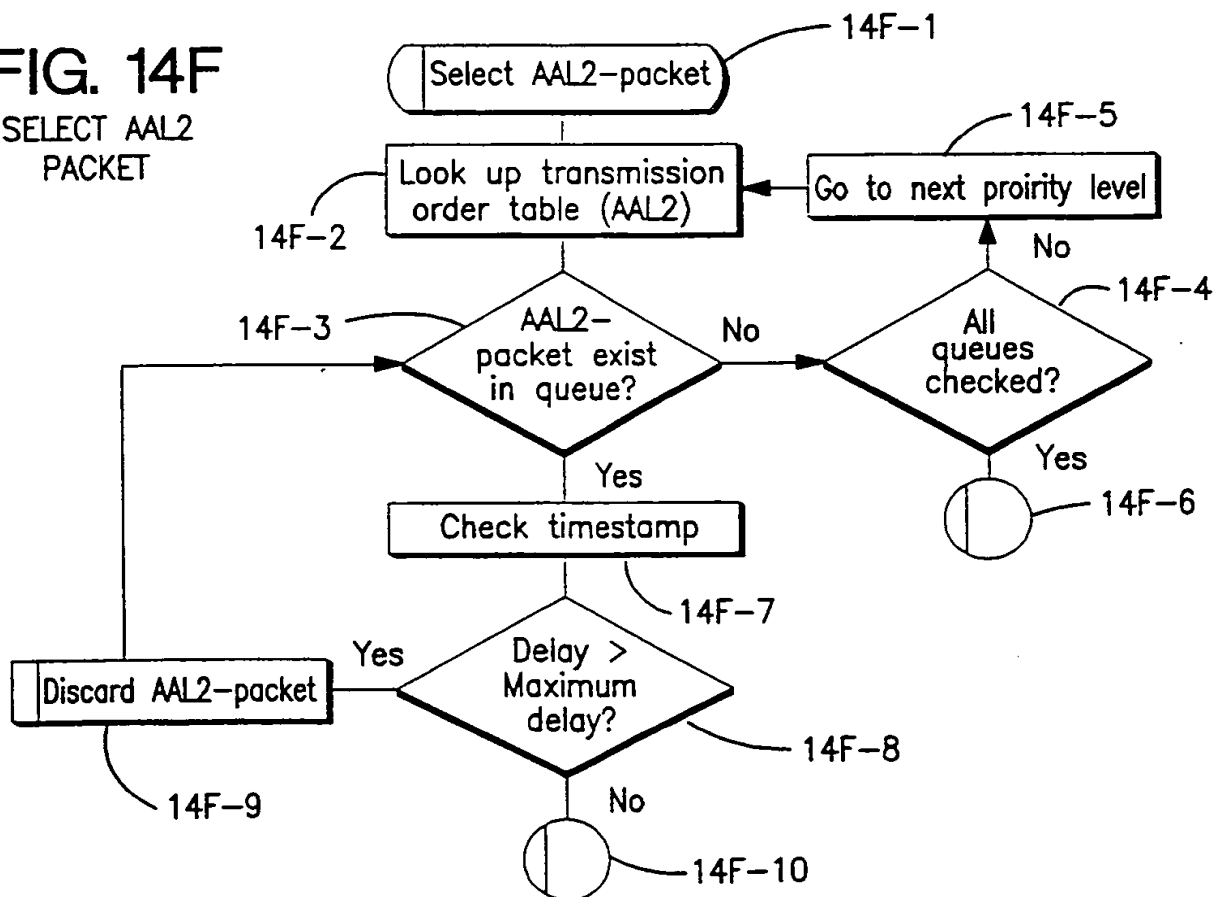 FIG. 14F
SELECT AAL2
PACKET
Select AAL2-packet
14F-1
Look up transmission
order table (AAL2)
14F-2
Go to next proirity level
14F-5
No
AAL2-
packet exist
in queue?
14F-3
No
All
queues
checked?
14F-4
Yes
14F-6
Yes
Check timestamp
14F-7
Delay >
Maximum
delay?
14F-8
Yes
Discard AAL2-packet
14F-9
No
14F-10